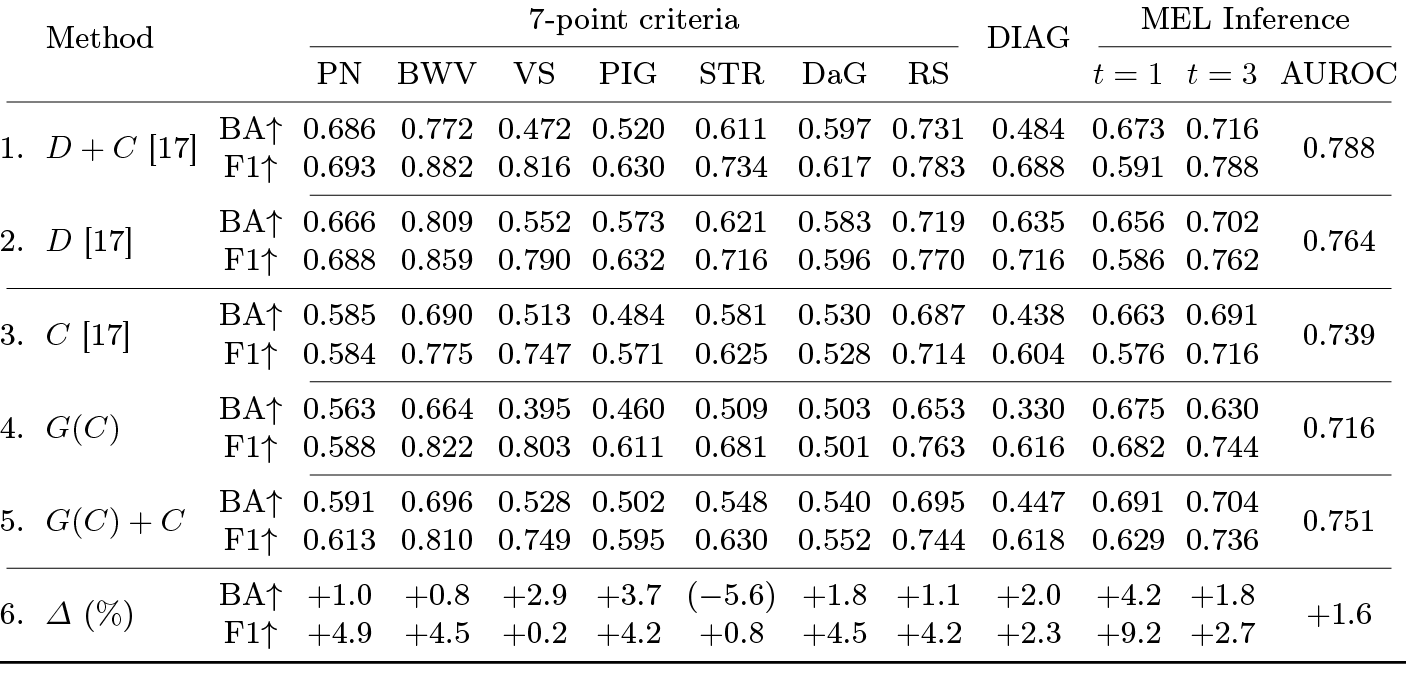 Method 7-point criteria DIAG MEL Inference
PN BWV VS PIG STR DaG RS t = 1 t = 3 AUROC
1. D + C [17] BA↑ 0.686 0.772 0.472 0.520 0.611 0.597 0.731 0.484 0.673 0.716 0.788
F1↑ 0.693 0.882 0.816 0.630 0.734 0.617 0.783 0.688 0.591 0.788
2. D [17] BA↑ 0.666 0.809 0.552 0.573 0.621 0.583 0.719 0.635 0.656 0.702 0.764
F1↑ 0.688 0.859 0.790 0.632 0.716 0.596 0.770 0.716 0.586 0.762
3. C [17] BA↑ 0.585 0.690 0.513 0.484 0.581 0.530 0.687 0.438 0.663 0.691 0.739
F1↑ 0.584 0.775 0.747 0.571 0.625 0.528 0.714 0.604 0.576 0.716
4. G(C) BA↑ 0.563 0.664 0.395 0.460 0.509 0.503 0.653 0.330 0.675 0.630 0.716
F1↑ 0.588 0.822 0.803 0.611 0.681 0.501 0.763 0.616 0.682 0.744
5. G(C) + C BA↑ 0.591 0.696 0.528 0.502 0.548 0.540 0.695 0.447 0.691 0.704 0.751
F1↑ 0.613 0.810 0.749 0.595 0.630 0.552 0.744 0.618 0.629 0.736
6. Δ (%) BA↑ +1.0 +0.8 +2.9 +3.7 (−5.6) +1.8 +1.1 +2.0 +4.2 +1.8 +1.6
F1↑ +4.9 +4.5 +0.2 +4.2 +0.8 +4.5 +4.2 +2.3 +9.2 +2.7